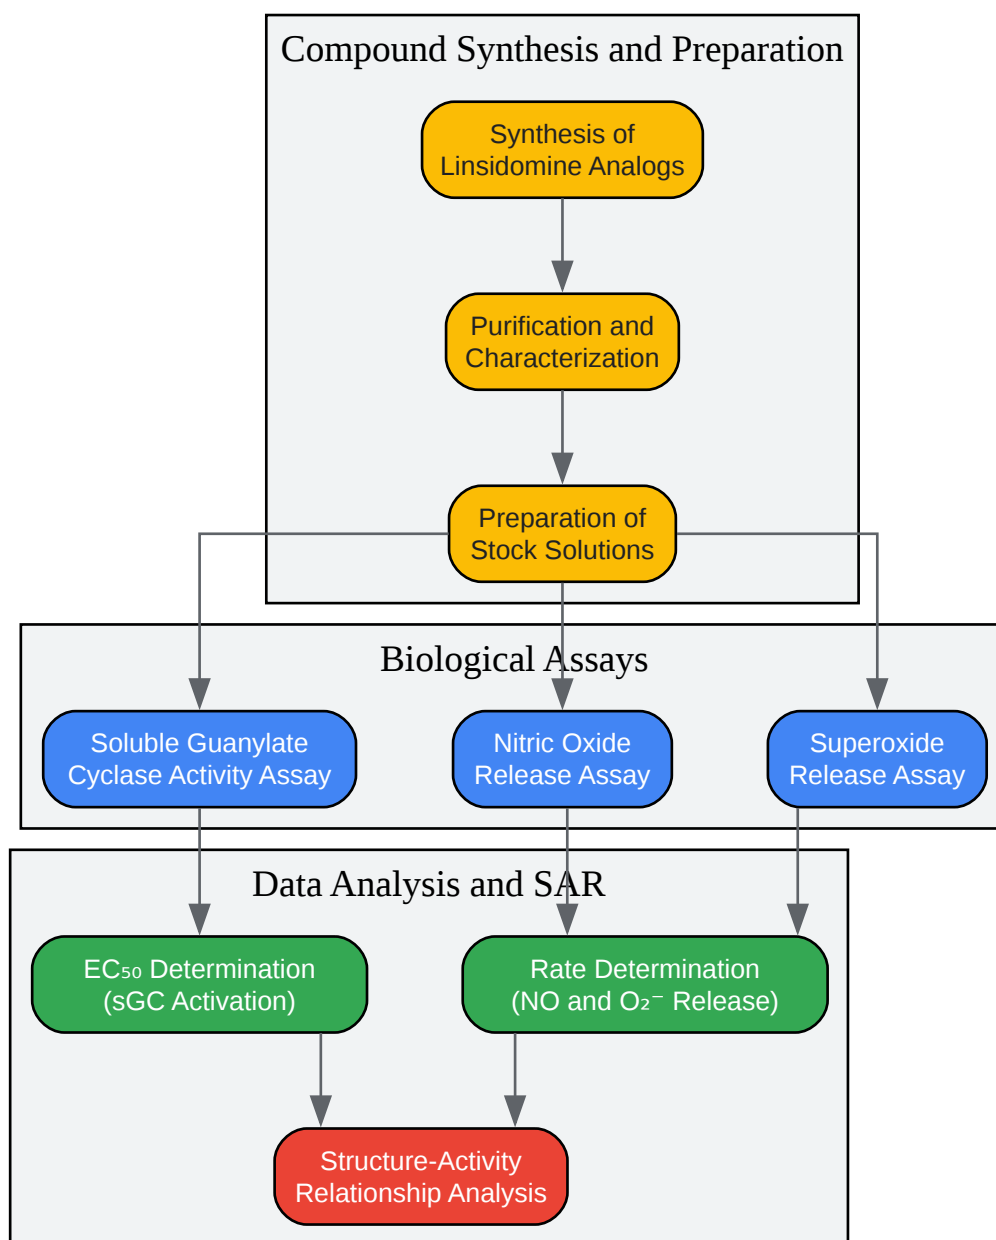 Compound Synthesis and Preparation
Synthesis of
Linsidomine Analogs
Purification and
Characterization
Preparation of
Stock Solutions
Biological Assays
Soluble Guanylate
Cyclase Activity Assay
Nitric Oxide
Release Assay
Superoxide
Release Assay
Data Analysis and SAR
EC₅₀ Determination
(sGC Activation)
Rate Determination
(NO and O₂⁻ Release)
Structure-Activity
Relationship Analysis